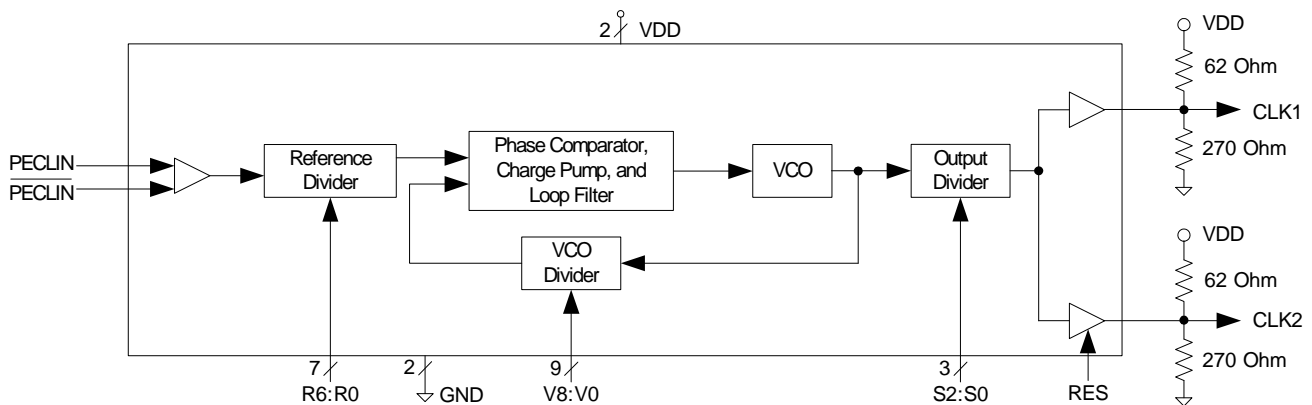 2 VDD
VDD
62 Ohm
CLK1
270 Ohm
PECLIN
PECLIN
Reference
Divider
Phase Comparator,
Charge Pump, and
Loop Filter
VCO
Output
Divider
VCO
Divider
VDD
62 Ohm
CLK2
270 Ohm
7
R6:R0
2
GND
9
V8:V0
3
S2:S0
RES